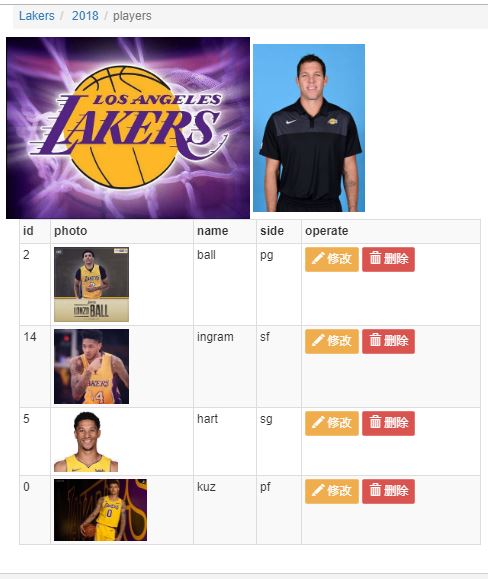 Lakers / 2018 / players
LOS ANGELES
LAKERS
id photo name side operate
2 ball pg 修改 删除
LONZO
BALL
14 ingram sf 修改 删除
LAKERS
14
5 hart sg 修改 删除
0 kuz pf 修改 删除
0